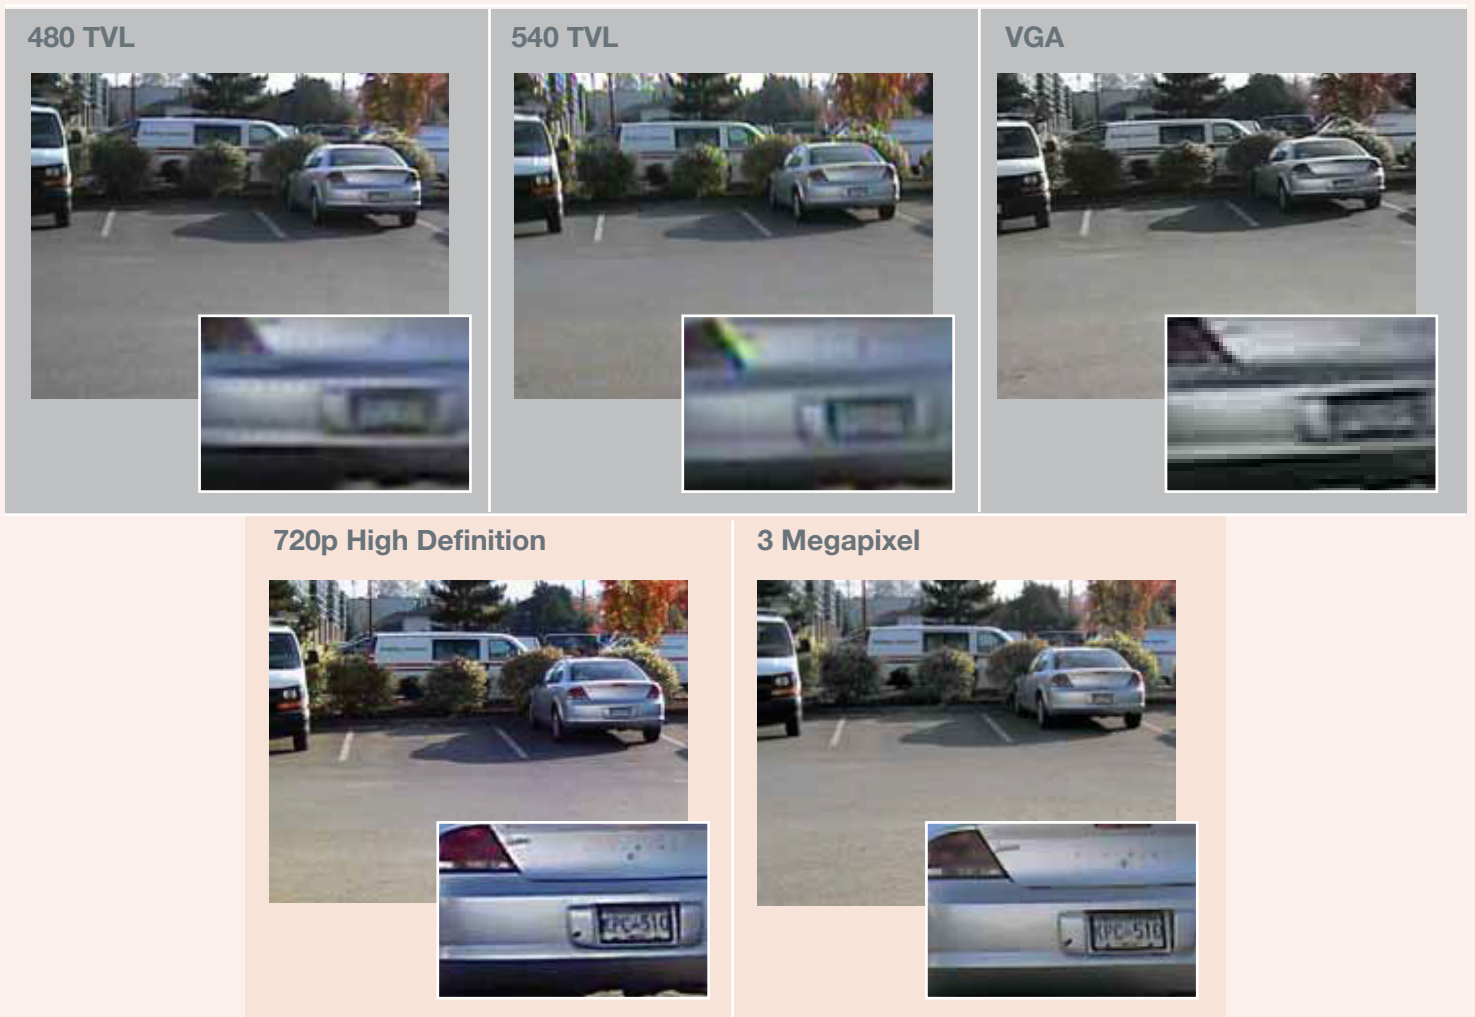 480 TVL
540 TVL
VGA
720p High Definition
3 Megapixel